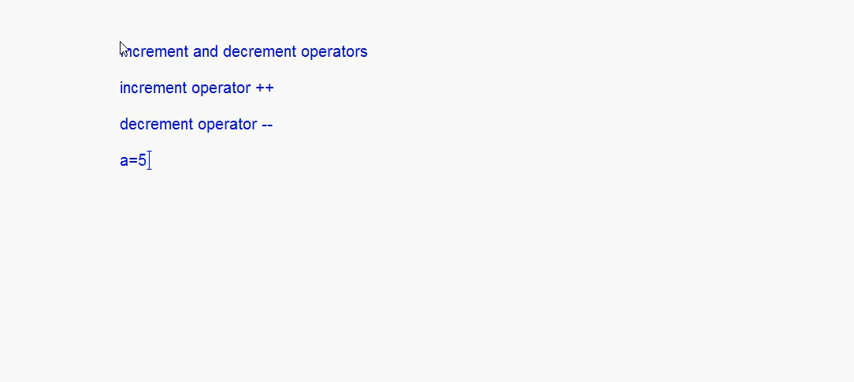 increment and decrement operators
increment operator ++
decrement operator --
a=5